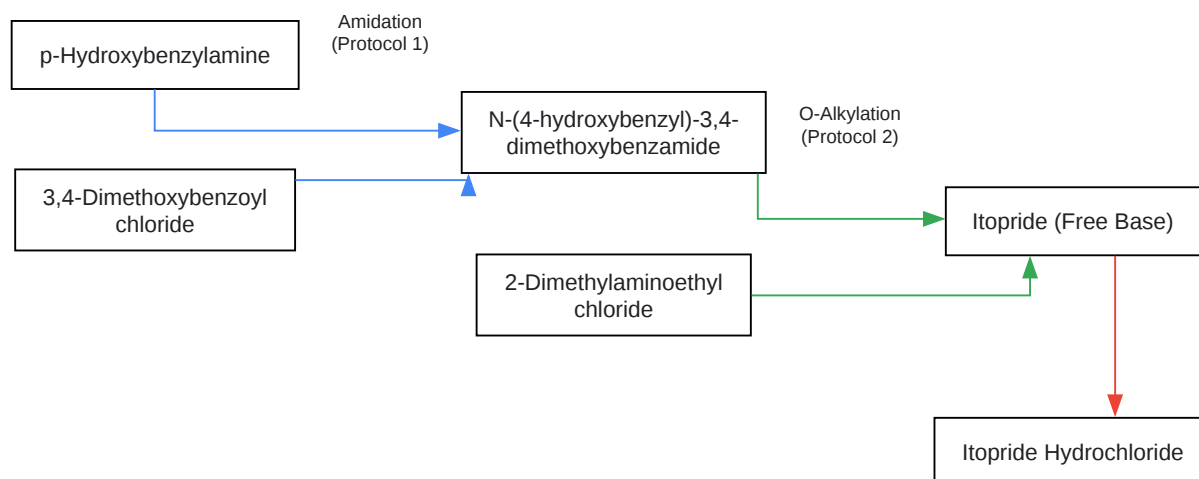 Amidation
(Protocol 1)
p-Hydroxybenzylamine
N-(4-hydroxybenzyl)-3,4-
dimethoxybenzamide
O-Alkylation
(Protocol 2)
3,4-Dimethoxybenzoyl
chloride
Itopride (Free Base)
2-Dimethylaminoethyl
chloride
Itopride Hydrochloride